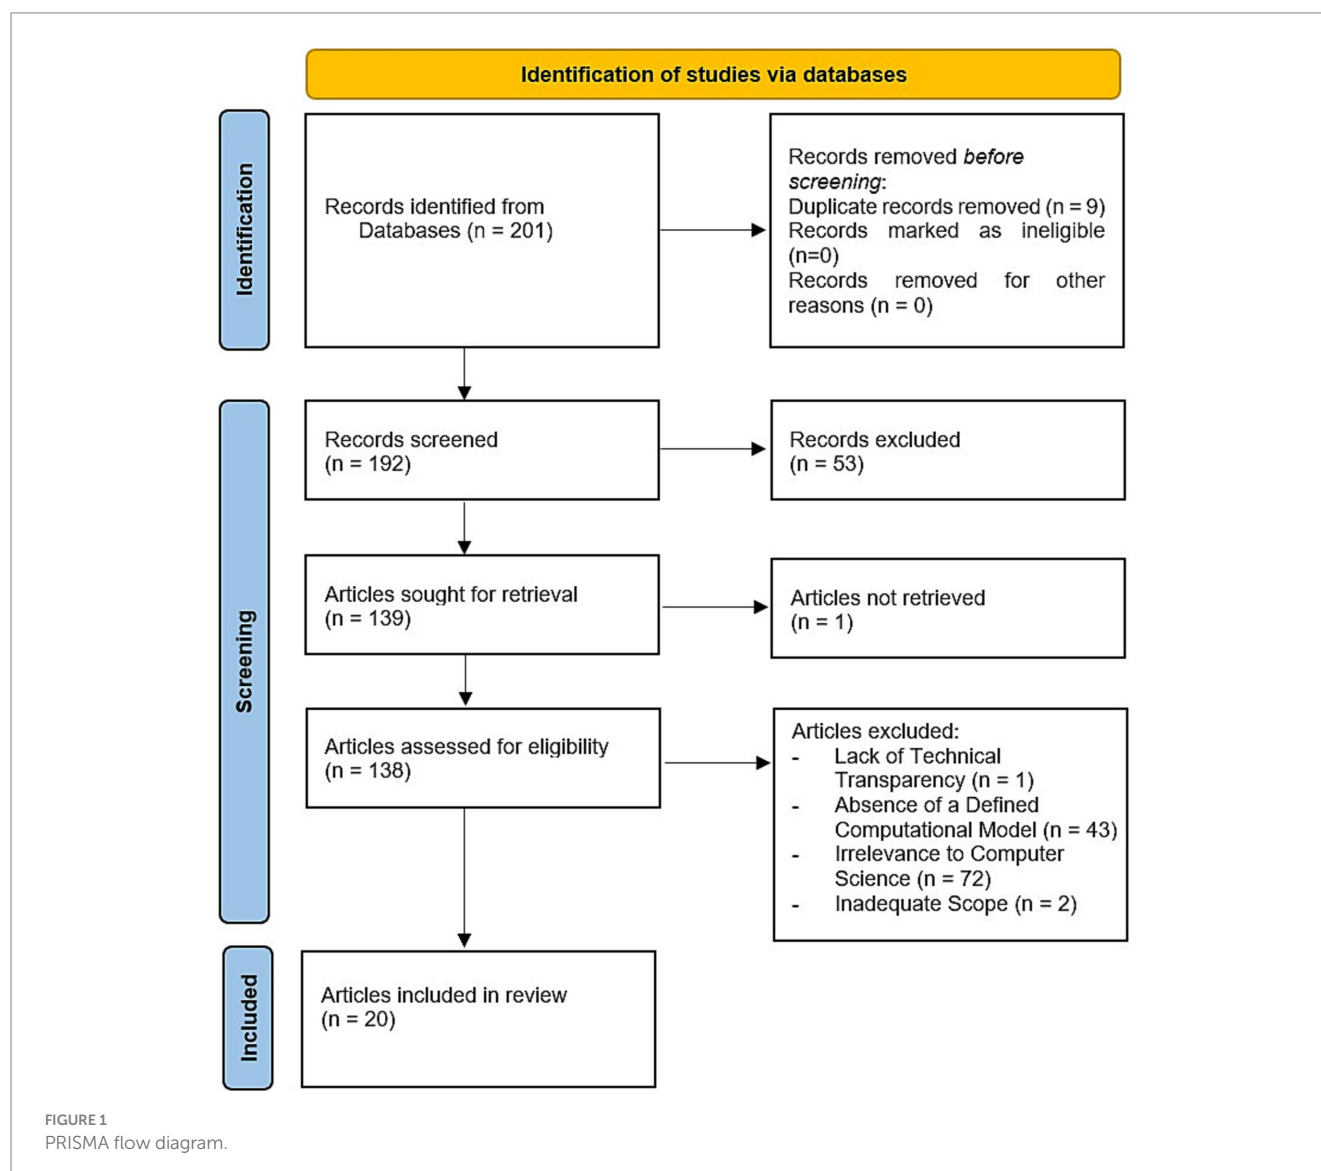 Identification of studies via databases
Identification
Records identified from
Databases (n = 201)
Records removed before
screening:
Duplicate records removed (n = 9)
Records marked as ineligible
(n=0)
Records removed for other
reasons (n = 0)
Screening
Records screened
(n = 192)
Records excluded
(n = 53)
Articles sought for retrieval
(n = 139)
Articles not retrieved
(n = 1)
Articles assessed for eligibility
(n = 138)
Articles excluded:
- Lack of Technical
Transparency (n = 1)
- Absence of a Defined
Computational Model (n = 43)
- Irrelevance to Computer
Science (n = 72)
- Inadequate Scope (n = 2)
Included
Articles included in review
(n = 20)
FIGURE 1
PRISMA flow diagram.